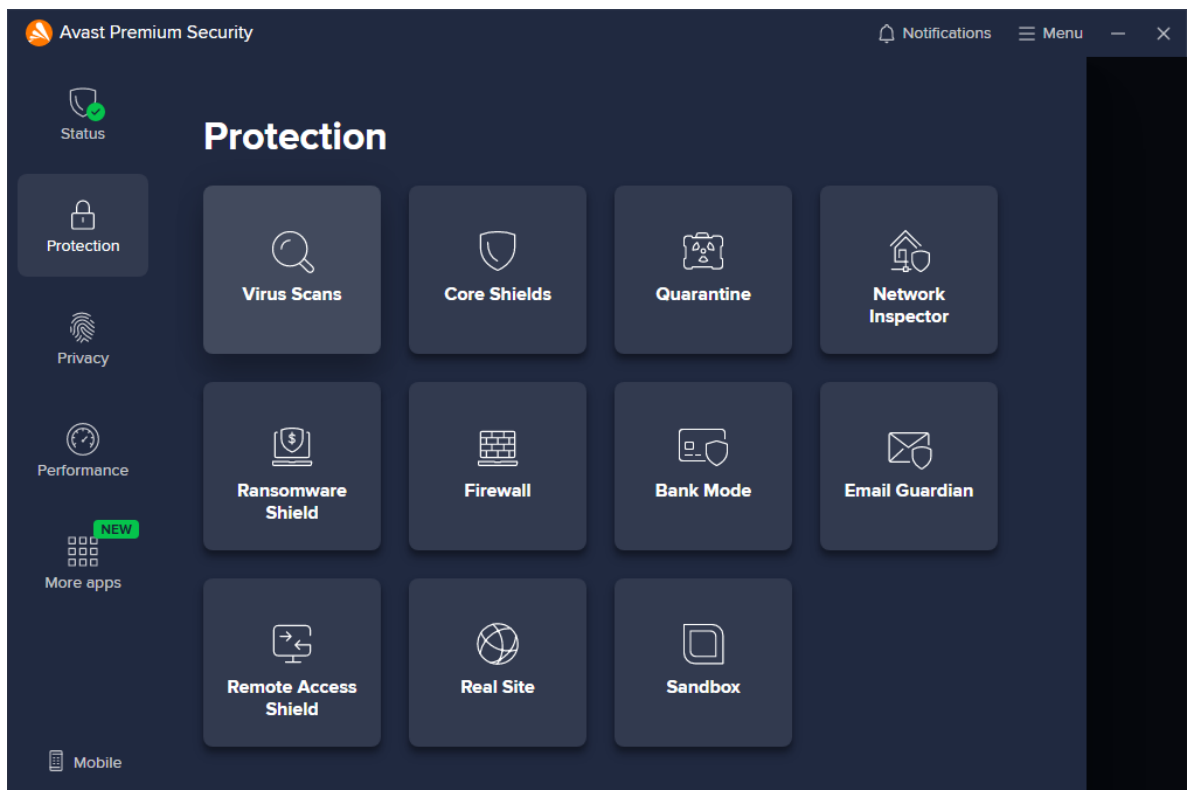 Avast Premium Security
Notifications
Menu
Status
Protection
Privacy
Performance
NEW
More apps
Mobile
Protection
Virus Scans
Core Shields
Quarantine
Network
Inspector
Ransomware
Shield
Firewall
Bank Mode
Email Guardian
Remote Access
Shield
Real Site
Sandbox